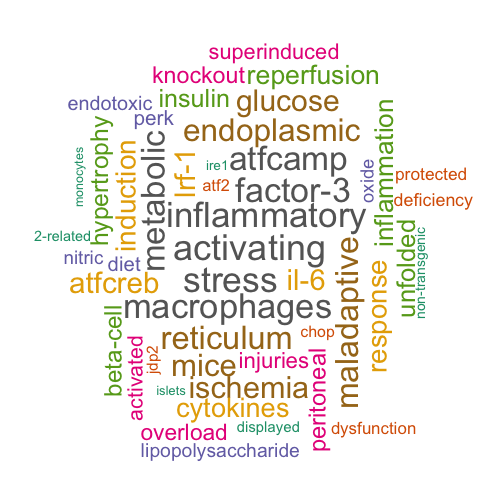 superinduced
knockout reperfusion
endotoxic insulin glucose
perk endoplasmic
monocytes hypertrophy induction metabolic lrf-1 ire1 atfcamp oxide inflammation protected
atf2 factor-3 deficiency
2-related inflammatory
nitric diet activating unfolded non-transgenic
atfcreb stress il-6 maladaptive response
macrophages
beta-cell activated jdp2 reticulum chop
mice injuries peritoneal
islets ischemia
cytokines
overload displayed dysfunction
lipopolysaccharide